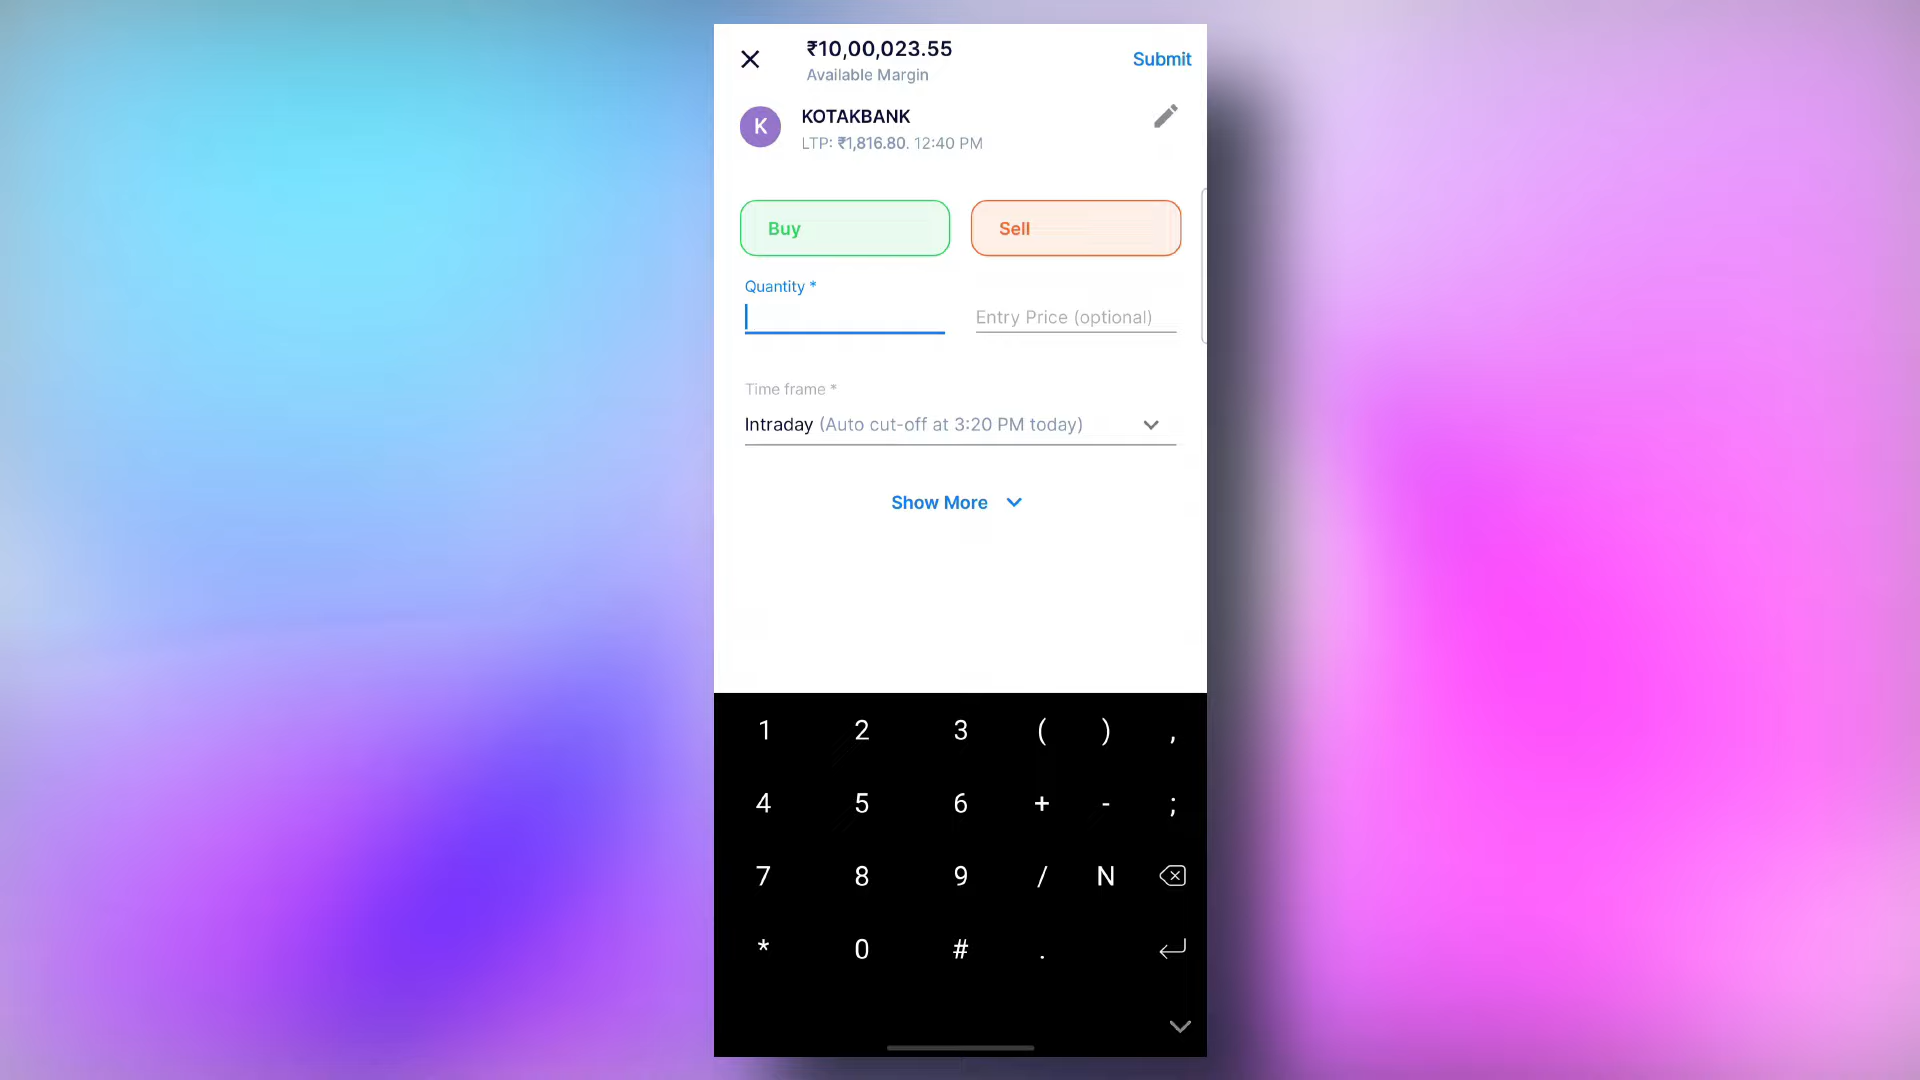 ₹10,00,023.55
Available Margin
Submit
K
KOTAKBANK
LTP: ₹1,816.80. 12:40 PM
Buy
Sell
Quantity *
Entry Price (optional)
Time frame *
Intraday (Auto cut-off at 3:20 PM today)
Show More
1 2 3 ( ) ,
4 5 6 + - ;
7 8 9 / N
* 0 # .